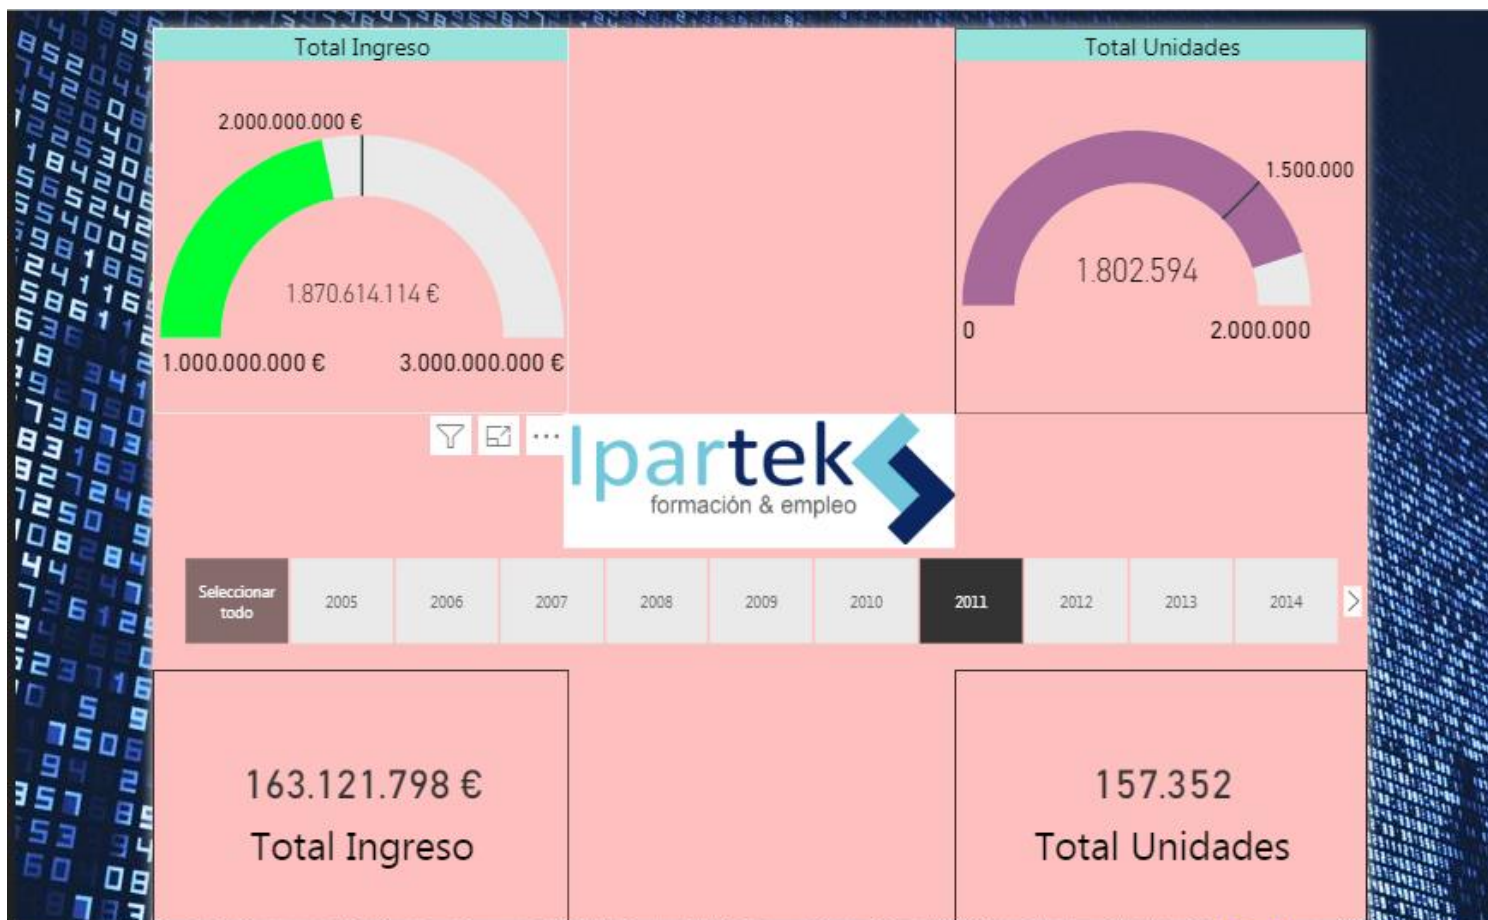 Total Ingreso
2.000.000.000 €
1.870.614.114 €
1.000.000.000 €
3.000.000.000 €
Total Unidades
1.500.000
1.802.594
0
2.000.000
Ipartek
formación & empleo
Seleccionar
todo
2005
2006
2007
2008
2009
2010
2011
2012
2013
2014
163.121.798 €
Total Ingreso
157.352
Total Unidades